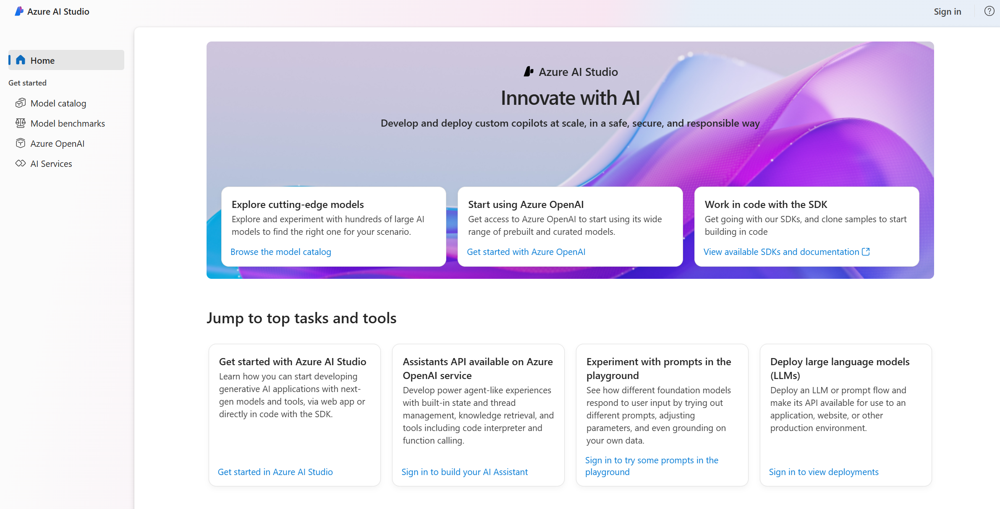 Azure AI Studio
Sign in
Home
Get started
Model catalog
Model benchmarks
Azure OpenAI
AI Services
Azure AI Studio
Innovate with AI
Develop and deploy custom copilots at scale, in a safe, secure, and responsible way
Explore cutting-edge models
Explore and experiment with hundreds of large AI
models to find the right one for your scenario.
Browse the model catalog
Start using Azure OpenAI
Get access to Azure OpenAI to start using its wide
range of prebuilt and curated models.
Get started with Azure OpenAI
Work in code with the SDK
Get going with our SDKs, and clone samples to start
building in code
View available SDKs and documentation
Jump to top tasks and tools
Get started with Azure AI Studio
Learn how you can start developing
generative AI applications with next-
gen models and tools, via web app or
directly in code with the SDK.
Get started in Azure AI Studio
Assistants API available on Azure
OpenAI service
Develop power agent-like experiences
with built-in state and thread
management, knowledge retrieval, and
tools including code interpreter and
function calling.
Sign in to build your AI Assistant
Experiment with prompts in the
playground
See how different foundation models
respond to user input by trying out
different prompts, adjusting
parameters, and even grounding on
your own data.
Sign in to try some prompts in the
playground
Deploy large language models
(LLMs)
Deploy an LLM or prompt flow and
make its API available for use to an
application, website, or other
production environment.
Sign in to view deployments